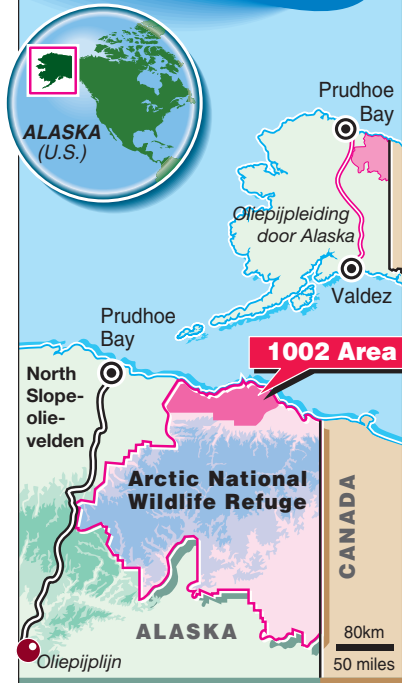 ALASKA
(U.S.)
Prudhoe
Bay
Oliepijpleiding
door Alaska
Valdez
Prudhoe
Bay
1002 Area
North
Slope-
olie-
velden
Arctic National
Wildlife Refuge
CANADA
ALASKA
80km
50 miles
Oliepijplijn